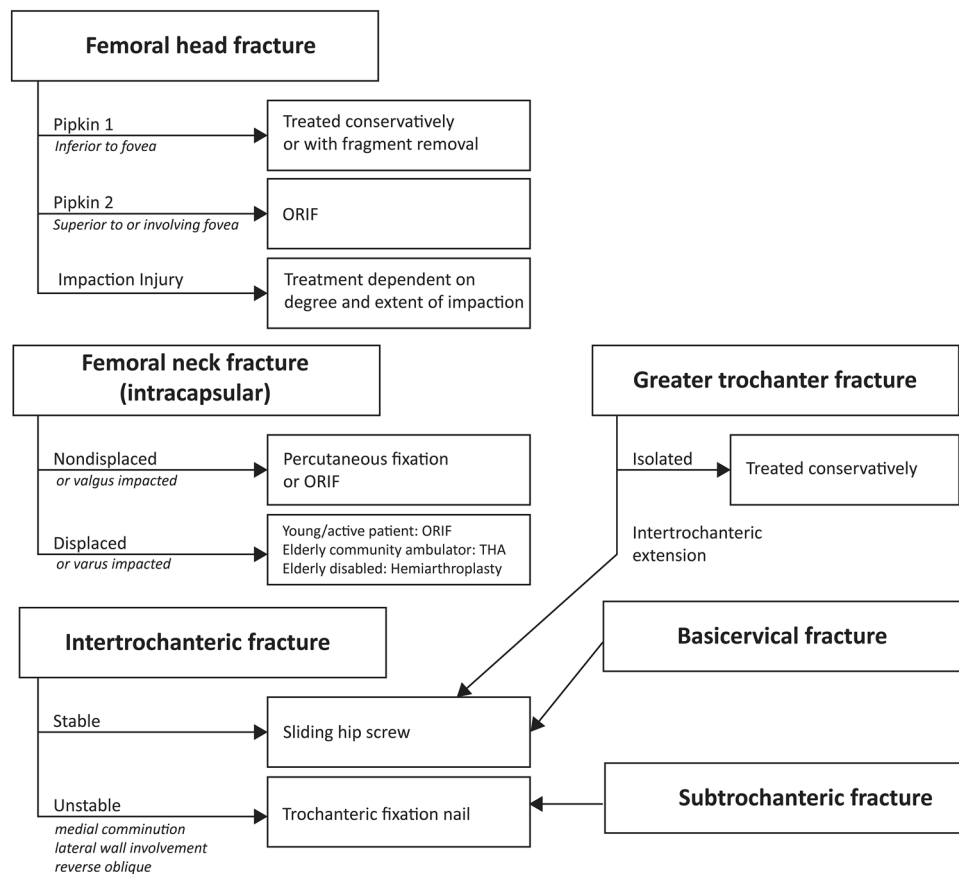 Femoral head fracture
Pipkin 1
Inferior to fovea
Treated conservatively
or with fragment removal
Pipkin 2
Superior to or involving fovea
ORIF
Impaction Injury
Treatment dependent on
degree and extent of impaction
Femoral neck fracture
(intracapsular)
Nondisplaced
or valgus impacted
Percutaneous fixation
or ORIF
Displaced
or varus impacted
Young/active patient: ORIF
Elderly community ambulator: THA
Elderly disabled: Hemiarthroplasty
Greater trochanter fracture
Isolated
Treated conservatively
Intertrochanteric
extension
Intertrochanteric fracture
Stable
Sliding hip screw
Unstable
medial comminution
lateral wall involvement
reverse oblique
Trochanteric fixation nail
Basicervical fracture
Subtrochanteric fracture